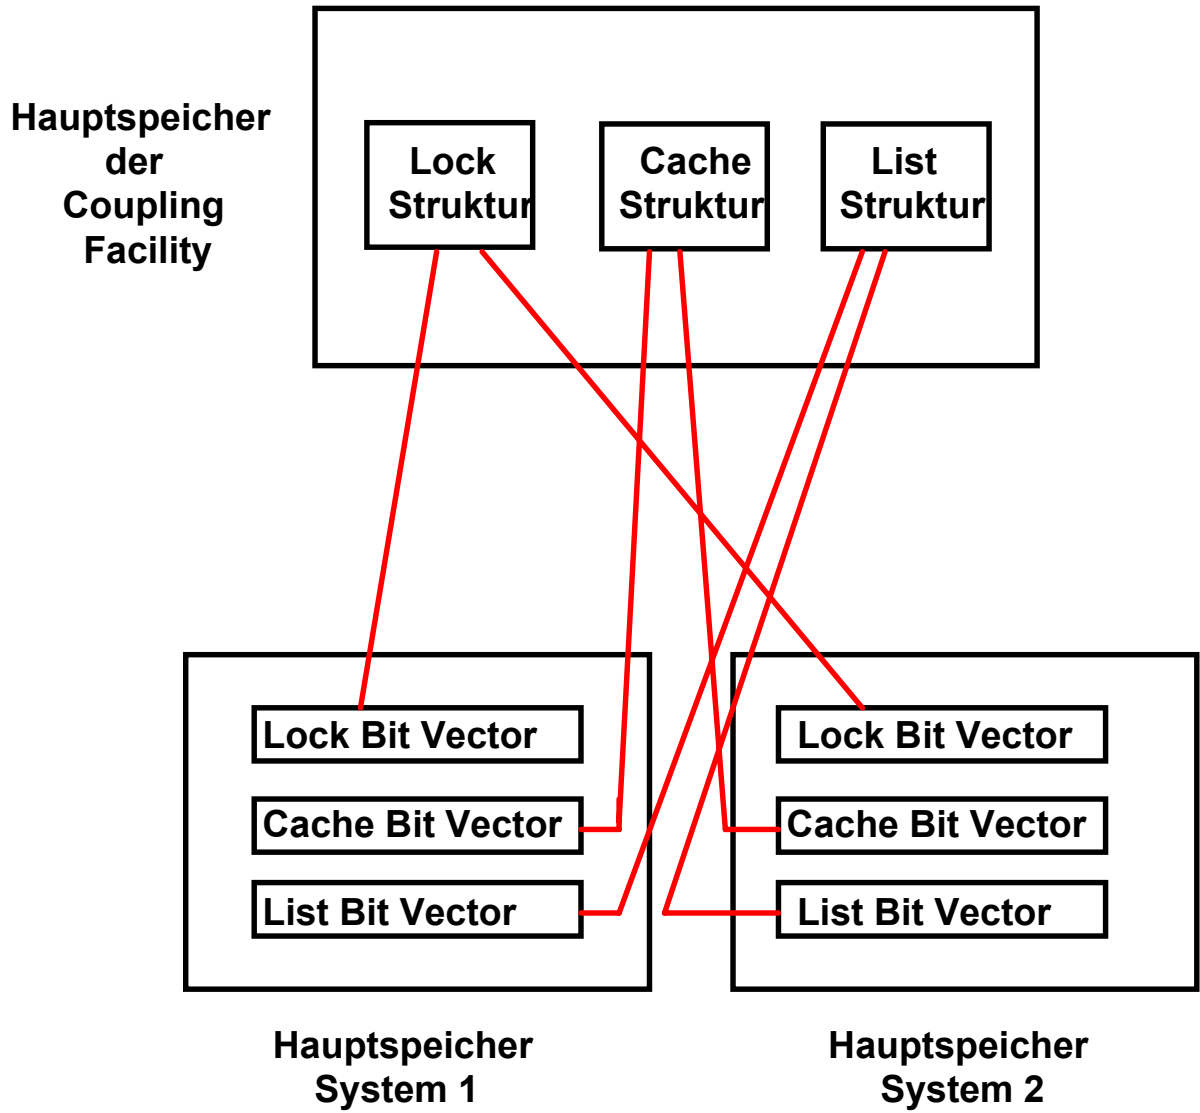 Hauptspeicher
der
Coupling
Facility
Lock
Struktur
Cache
Struktur
List
Struktur
Lock Bit Vector
Cache Bit Vector
List Bit Vector
Lock Bit Vector
Cache Bit Vector
List Bit Vector
Hauptspeicher
System 1
Hauptspeicher
System 2